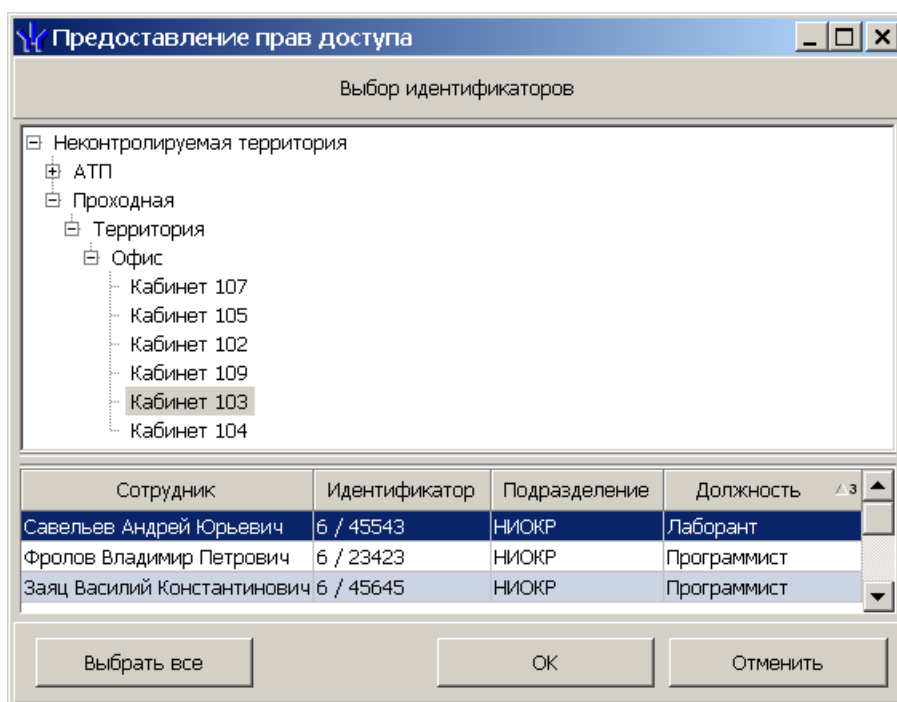 Предоставление прав доступа
Выбор идентификаторов
Неконтролируемая территория
АТП
Проходная
Территория
Офис
Кабинет 107
Кабинет 105
Кабинет 102
Кабинет 109
Кабинет 103
Кабинет 104
Сотрудник Идентификатор Подразделение Должность 3
Савельев Андрей Юрьевич 6 / 45543 НИОКР Лаборант
Фролов Владимир Петрович 6 / 23423 НИОКР Программист
Заяц Василий Константинович 6 / 45645 НИОКР Программист
Выбрать все OK Отменить